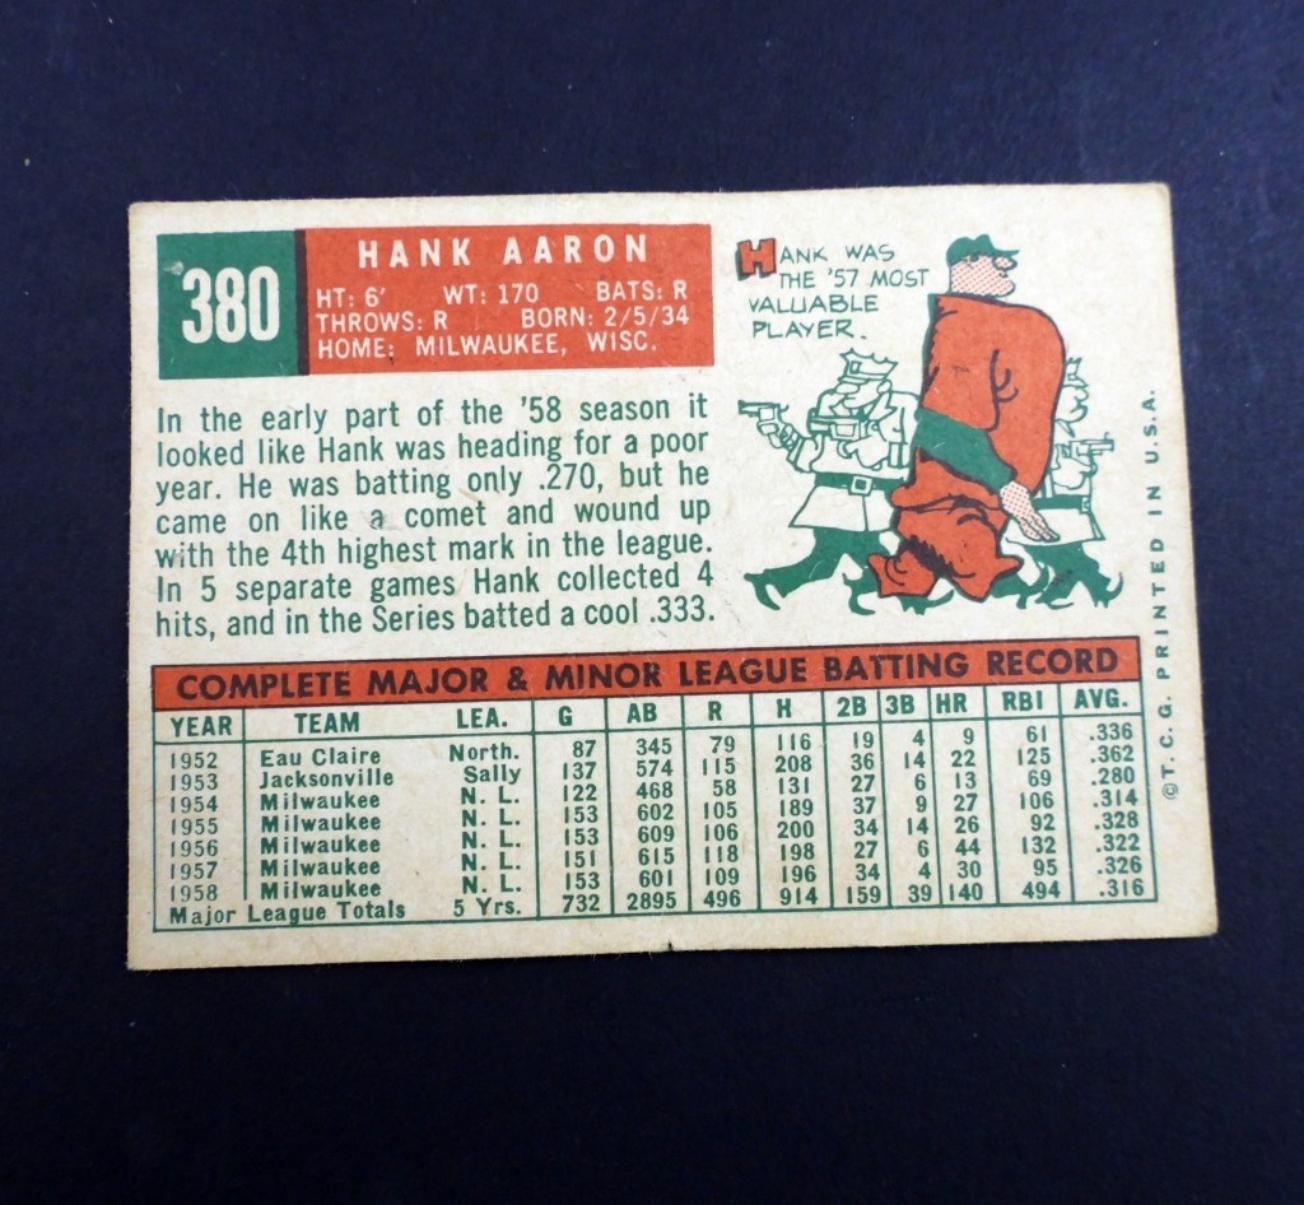 380
HANK AARON
HT: 6' WT: 170 BATS: R
THROWS: R BORN: 2/5/34
HOME: MILWAUKEE, WISC.
HANK WAS
THE '57 MOST
VALUABLE
PLAYER.
In the early part of the '58 season it
looked like Hank was heading for a poor
year. He was batting only .270, but he
came on like a comet and wound up
with the 4th highest mark in the league.
In 5 separate games Hank collected 4
hits, and in the Series batted a cool .333.
COMPLETE MAJOR & MINOR LEAGUE BATTING RECORD
YEAR TEAM LEA. G AB R H 2B 3B HR RBI AVG.
1952 Eau Claire North. 87 345 79 116 19 4 9 61 .336
1953 Jacksonville Sally 137 574 115 208 36 14 22 125 .362
1954 Milwaukee N. L. 122 468 58 131 27 6 13 69 .280
1955 Milwaukee N. L. 153 602 105 189 37 9 27 106 .314
1956 Milwaukee N. L. 153 609 106 200 34 14 26 92 .328
1957 Milwaukee N. L. 151 615 118 198 27 6 44 132 .322
1958 Milwaukee N. L. 153 601 109 196 34 4 30 95 .326
Major League Totals 5 Yrs. 732 2895 496 914 159 39 140 494 .316
© T. C. G. PRINTED IN U.S.A.